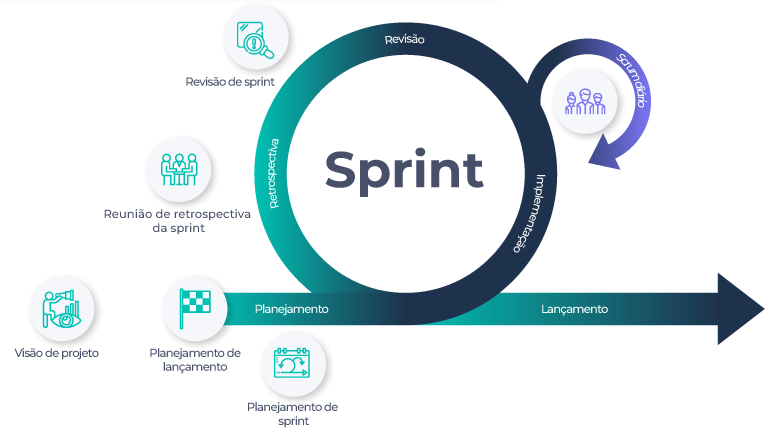 Revisão
Scrum diário
Revisão de sprint
Sprint
Retrospectiva
Implementação
Reunião de retrospectiva
da sprint
Planejamento
Lançamento
Visão de projeto
Planejamento de
lançamento
Planejamento de
sprint